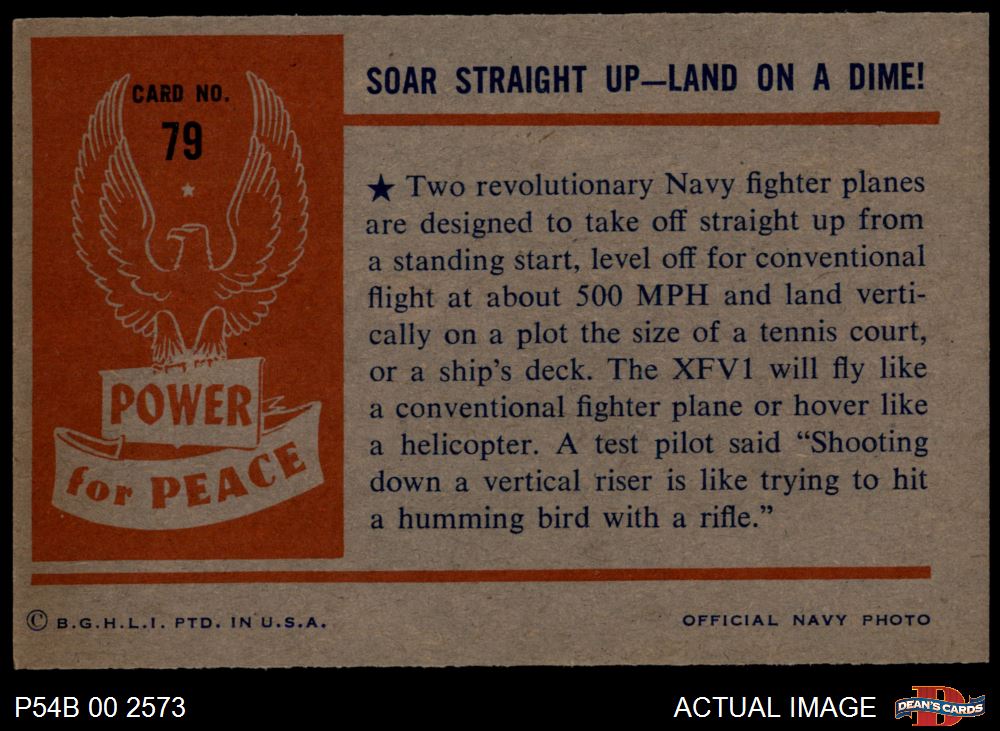 CARD NO.
79
POWER
for PEACE
SOAR STRAIGHT UP—LAND ON A DIME!
★ Two revolutionary Navy fighter planes
are designed to take off straight up from
a standing start, level off for conventional
flight at about 500 MPH and land verti-
cally on a plot the size of a tennis court,
or a ship's deck. The XFV1 will fly like
a conventional fighter plane or hover like
a helicopter. A test pilot said “Shooting
down a vertical riser is like trying to hit
a humming bird with a rifle.”
© B.G.H.L.I. PTD. IN U.S.A.
OFFICIAL NAVY PHOTO
P54B 00 2573
ACTUAL IMAGE
D
DEAN'S CARDS